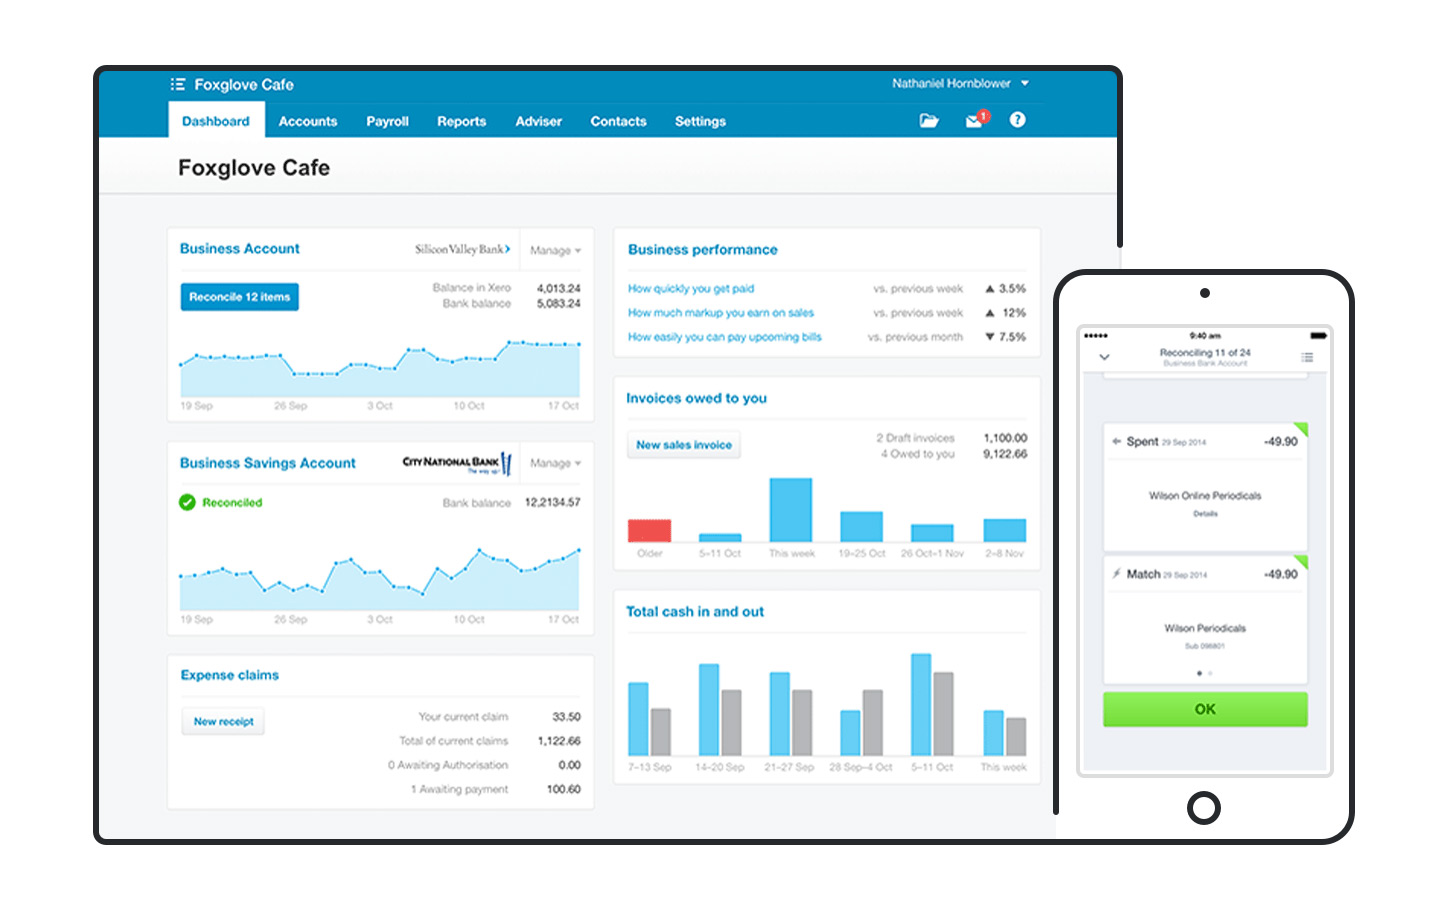 Foxglove Cafe
Nathaniel Hornblower
Dashboard Accounts Payroll Reports Adviser Contacts Settings
1 ?
Foxglove Cafe
Business Account
Silicon Valley Bank
Manage
Reconcile 12 items
Balance in Xero 4,013.24
Bank balance 5,083.24
19 Sep 26 Sep 3 Oct 10 Oct 17 Oct
Business Savings Account
CITY NATIONAL BANK
The way up.
Manage
Reconciled
Bank balance 12,2134.57
19 Sep 26 Sep 3 Oct 10 Oct 17 Oct
Expense claims
New receipt
Your current claim 33.50
Total of current claims 1,122.66
0 Awaiting Authorisation 0.00
1 Awaiting payment 100.60
Business performance
How quickly you get paid vs. previous week 3.5%
How much markup you earn on sales vs. previous week 12%
How easily you can pay upcoming bills vs. previous month 7.5%
Invoices owed to you
New sales invoice
2 Draft invoices 1,100.00
4 Owed to you 9,122.66
Older 5–11 Oct This week 19–25 Oct 26 Oct–1 Nov 2–8 Nov
Total cash in and out
7–13 Sep 14–20 Sep 21–27 Sep 28 Sep–4 Oct 5–11 Oct This week
9:40 am
Reconciling 11 of 24
Business Bank Account
Spent 29 Sep 2014 -49.90
Wilson Online Periodicals
Details
Match 29 Sep 2014 -49.90
Wilson Periodicals
Sub 098801
OK